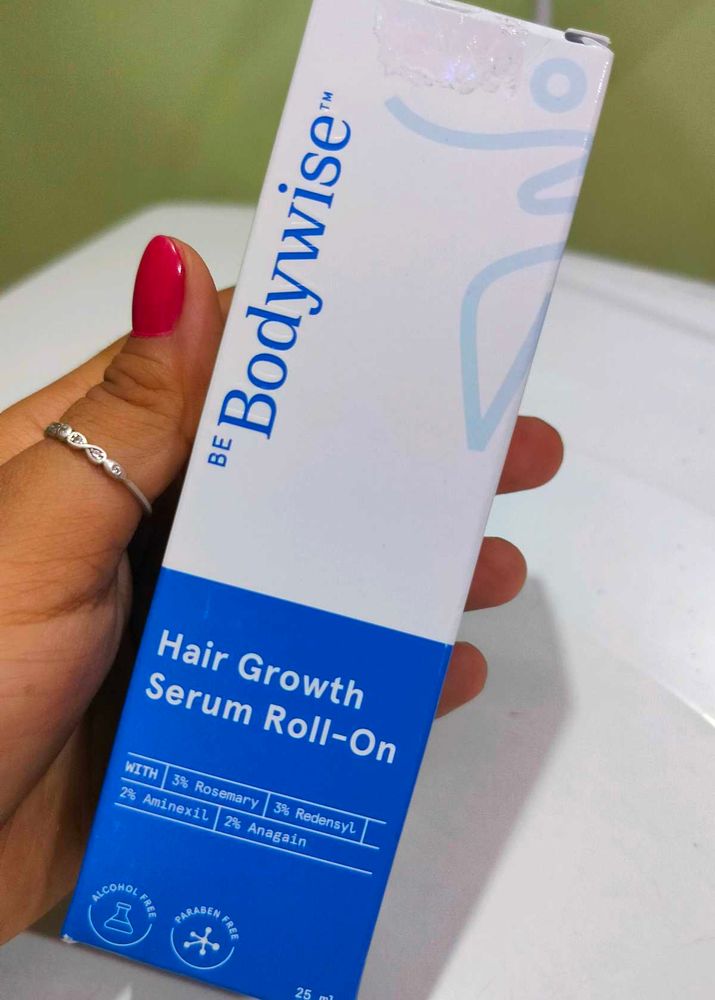 BE Bodywise™
Hair Growth
Serum Roll-On
WITH 3% Rosemary 3% Redensyl
2% Aminexil 2% Anagain
ALCOHOL FREE
PARABEN FREE
25 ml